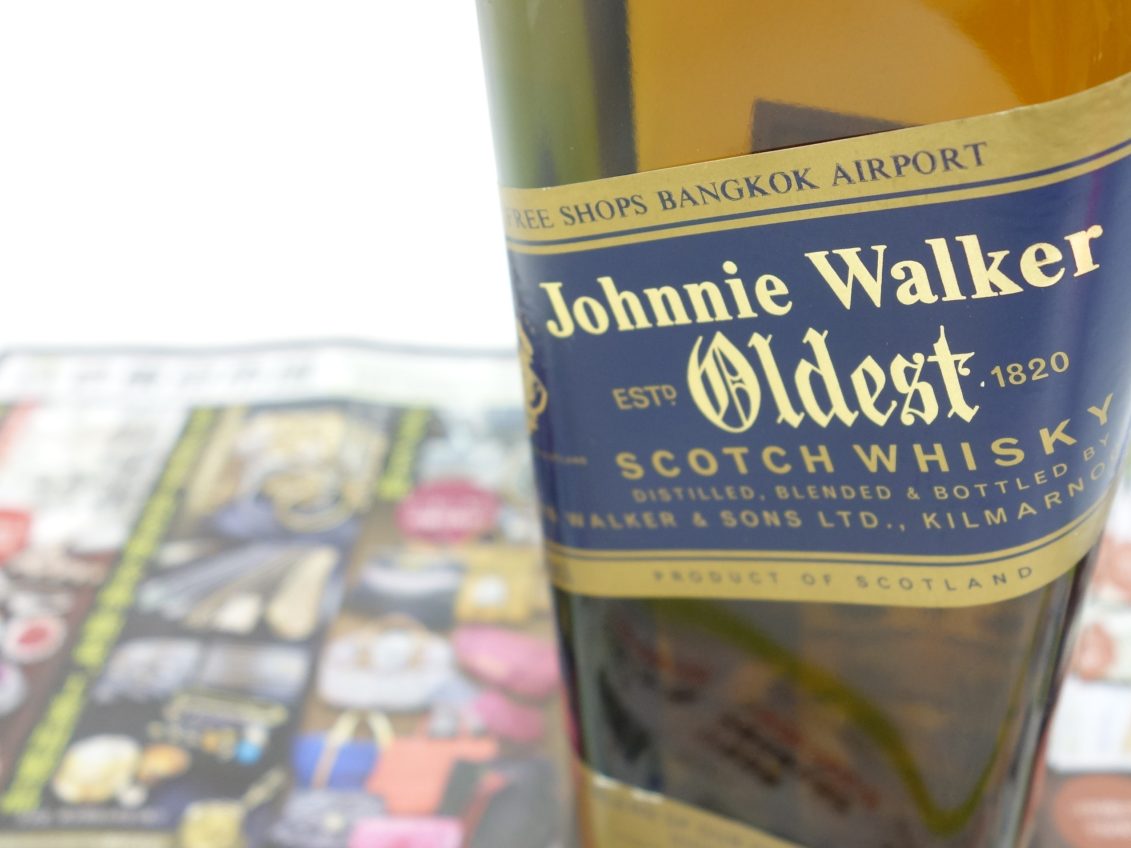 FREE SHOPS BANGKOK AIRPORT
Johnnie Walker
ESTD. Oldest 1820
SCOTCH WHISKY
DISTILLED, BLENDED & BOTTLED BY
WALKER & SONS LTD., KILMARNO
PRODUCT OF SCOTLAND